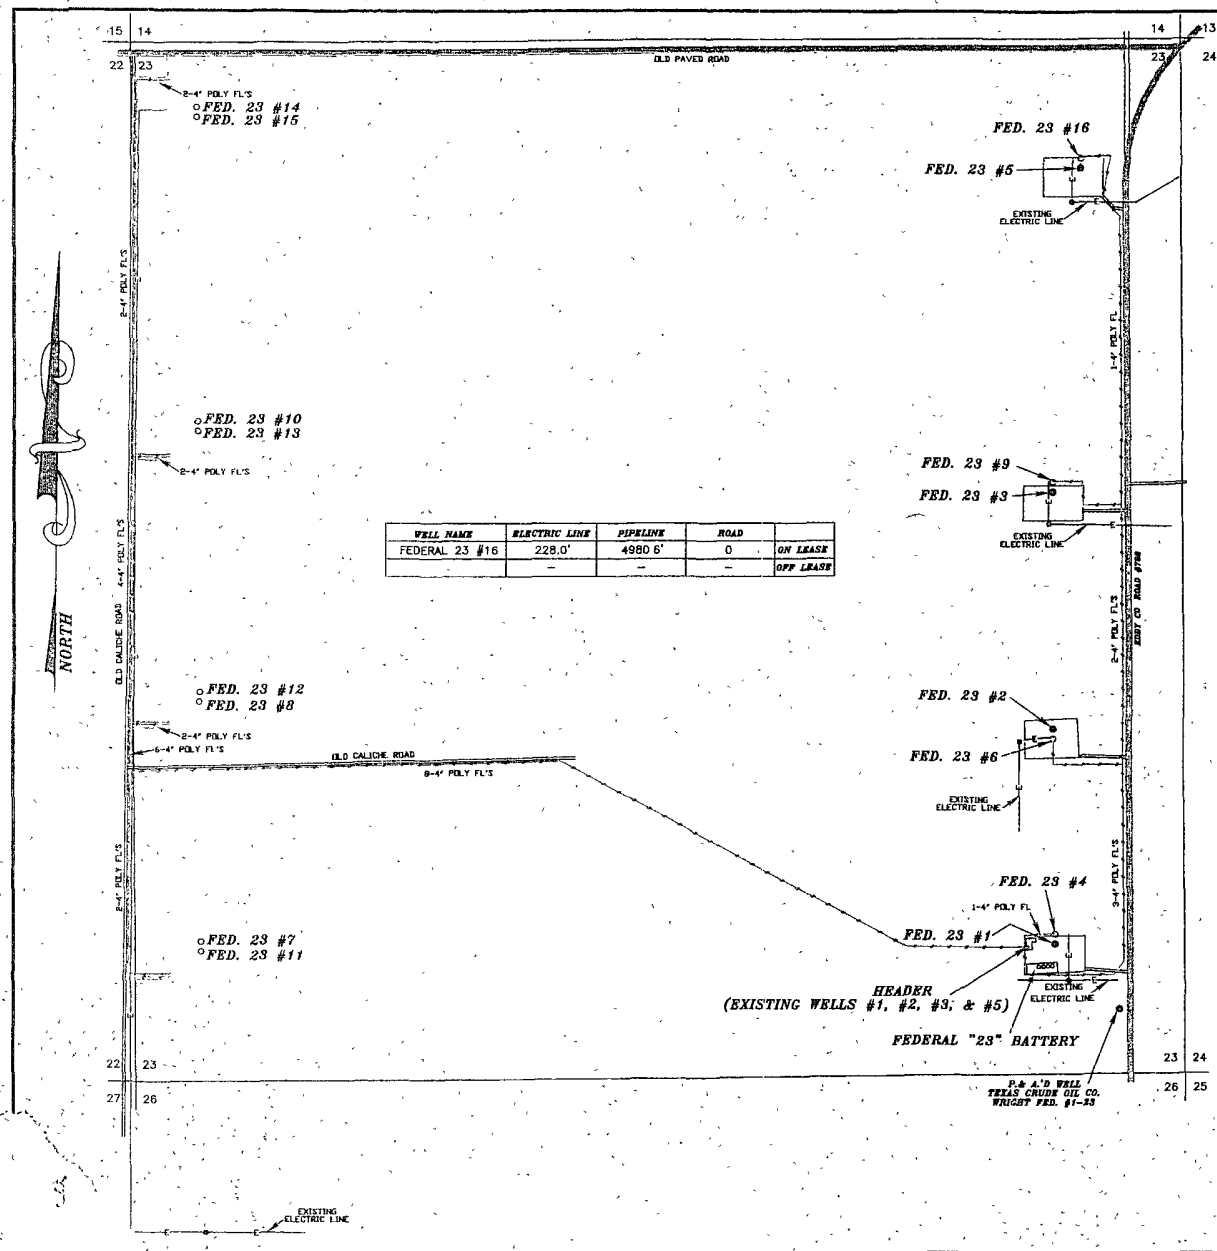 15 14
14 13
OLD PAVED ROAD
22 23
23 24
2-4" POLY FL'S
FED. 23 #14
FED. 23 #15
FED. 23 #16
FED. 23 #5
EXISTING
ELECTRIC LINE
2-4" POLY FL'S
1-4" POLY FL
FED. 23 #10
FED. 23 #13
2-4" POLY FL'S
FED. 23 #9
FED. 23 #3
EXISTING
ELECTRIC LINE
WELL NAME ELECTRIC LINE PIPELINE ROAD
FEDERAL 23 #16 228.0' 4980.6' 0 ON LEASE
- - - OFF LEASE
4-4" POLY FL'S
OLD CALICHE ROAD
NORTH
2-4" POLY FL'S
EDDY CO ROAD #798
FED. 23 #12
FED. 23 #8
2-4" POLY FL'S
6-4" POLY FL'S
OLD CALICHE ROAD
8-4" POLY FL'S
FED. 23 #2
FED. 23 #6
EXISTING
ELECTRIC LINE
2-4" POLY FL'S
3-4" POLY FL'S
FED. 23 #4
1-4" POLY FL
FED. 23 #1
FED. 23 #7
FED. 23 #11
HEADER
(EXISTING WELLS #1, #2, #3, & #5)
EXISTING
ELECTRIC LINE
FEDERAL "23" BATTERY
22 23
23 24
27 26
26 25
P.& A.'D WELL
TEXAS CRUDE OIL CO.
WRIGHT FED. #1-23
EXISTING
ELECTRIC LINE